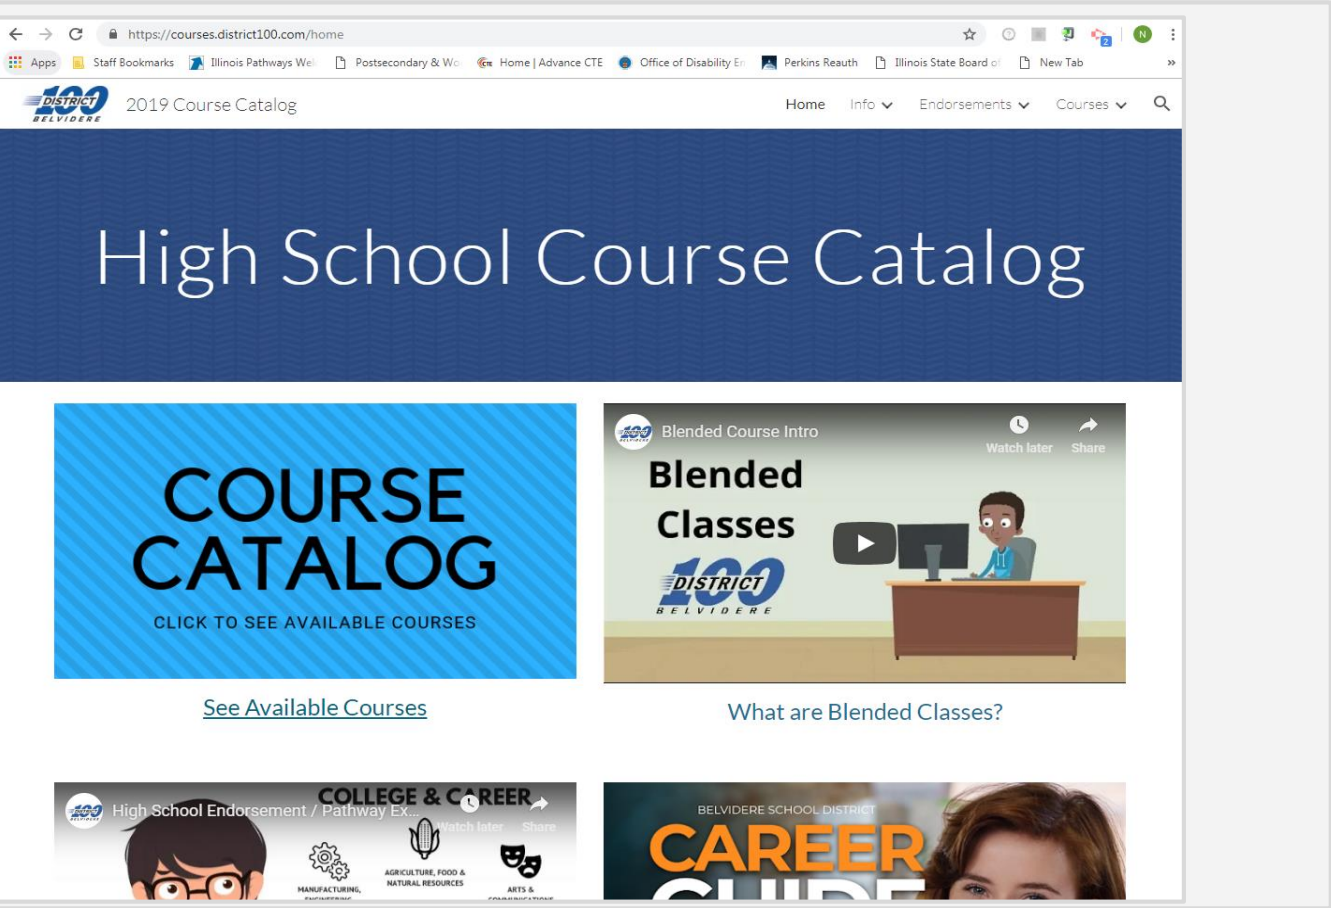 https://courses.district100.com/home
Apps Staff Bookmarks Illinois Pathways We Postsecondary & Wo Home | Advance CTE Office of Disability E Perkins Reauth Illinois State Board o New Tab »
DISTRICT 100 BELVIDERE
2019 Course Catalog
Home Info Endorsements Courses
High School Course Catalog
COURSE
CATALOG
CLICK TO SEE AVAILABLE COURSES
See Available Courses
Blended Course Intro
Watch later Share
Blended
Classes
DISTRICT
100
BELVIDERE
What are Blended Classes?
COLLEGE & CAREER
High School Endorsement / Pathway Ex...
Watch later Share
AGRICULTURE, FOOD &
NATURAL RESOURCES
MANUFACTURING,
ENGINEERING,
ARTS &
COMMUNICATIONS
BELVIDERE SCHOOL DISTRICT
CAREER
GUIDE
N
2